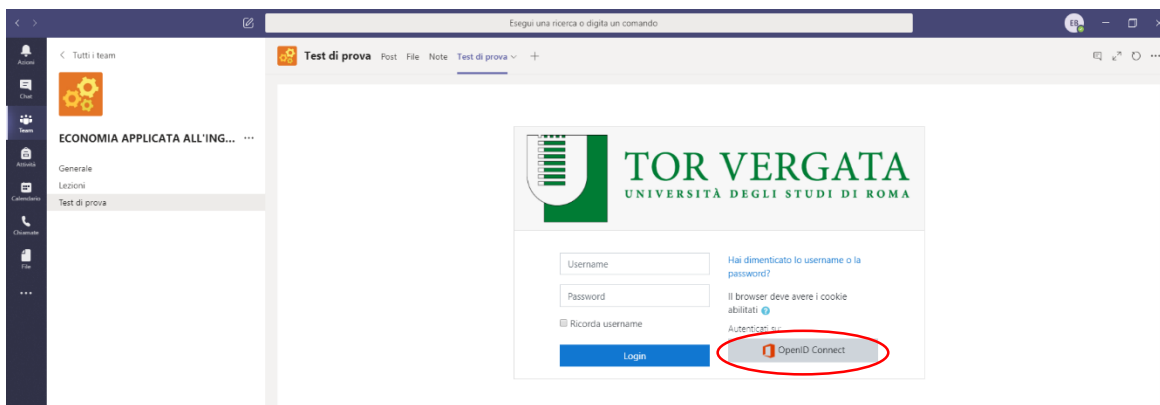 Esegui una ricerca o digita un comando
EB
Azioni
Chat
Team
Attività
Calendario
Chiamate
File
Tutti i team
ECONOMIA APPLICATA ALL'ING...
Generale
Lezioni
Test di prova
Test di prova Post File Note Test di prova
TOR VERGATA
UNIVERSITÀ DEGLI STUDI DI ROMA
Username
Password
Ricorda username
Login
Hai dimenticato lo username o la
password?
Il browser deve avere i cookie
abilitati
Autenticati su:
OpenID Connect